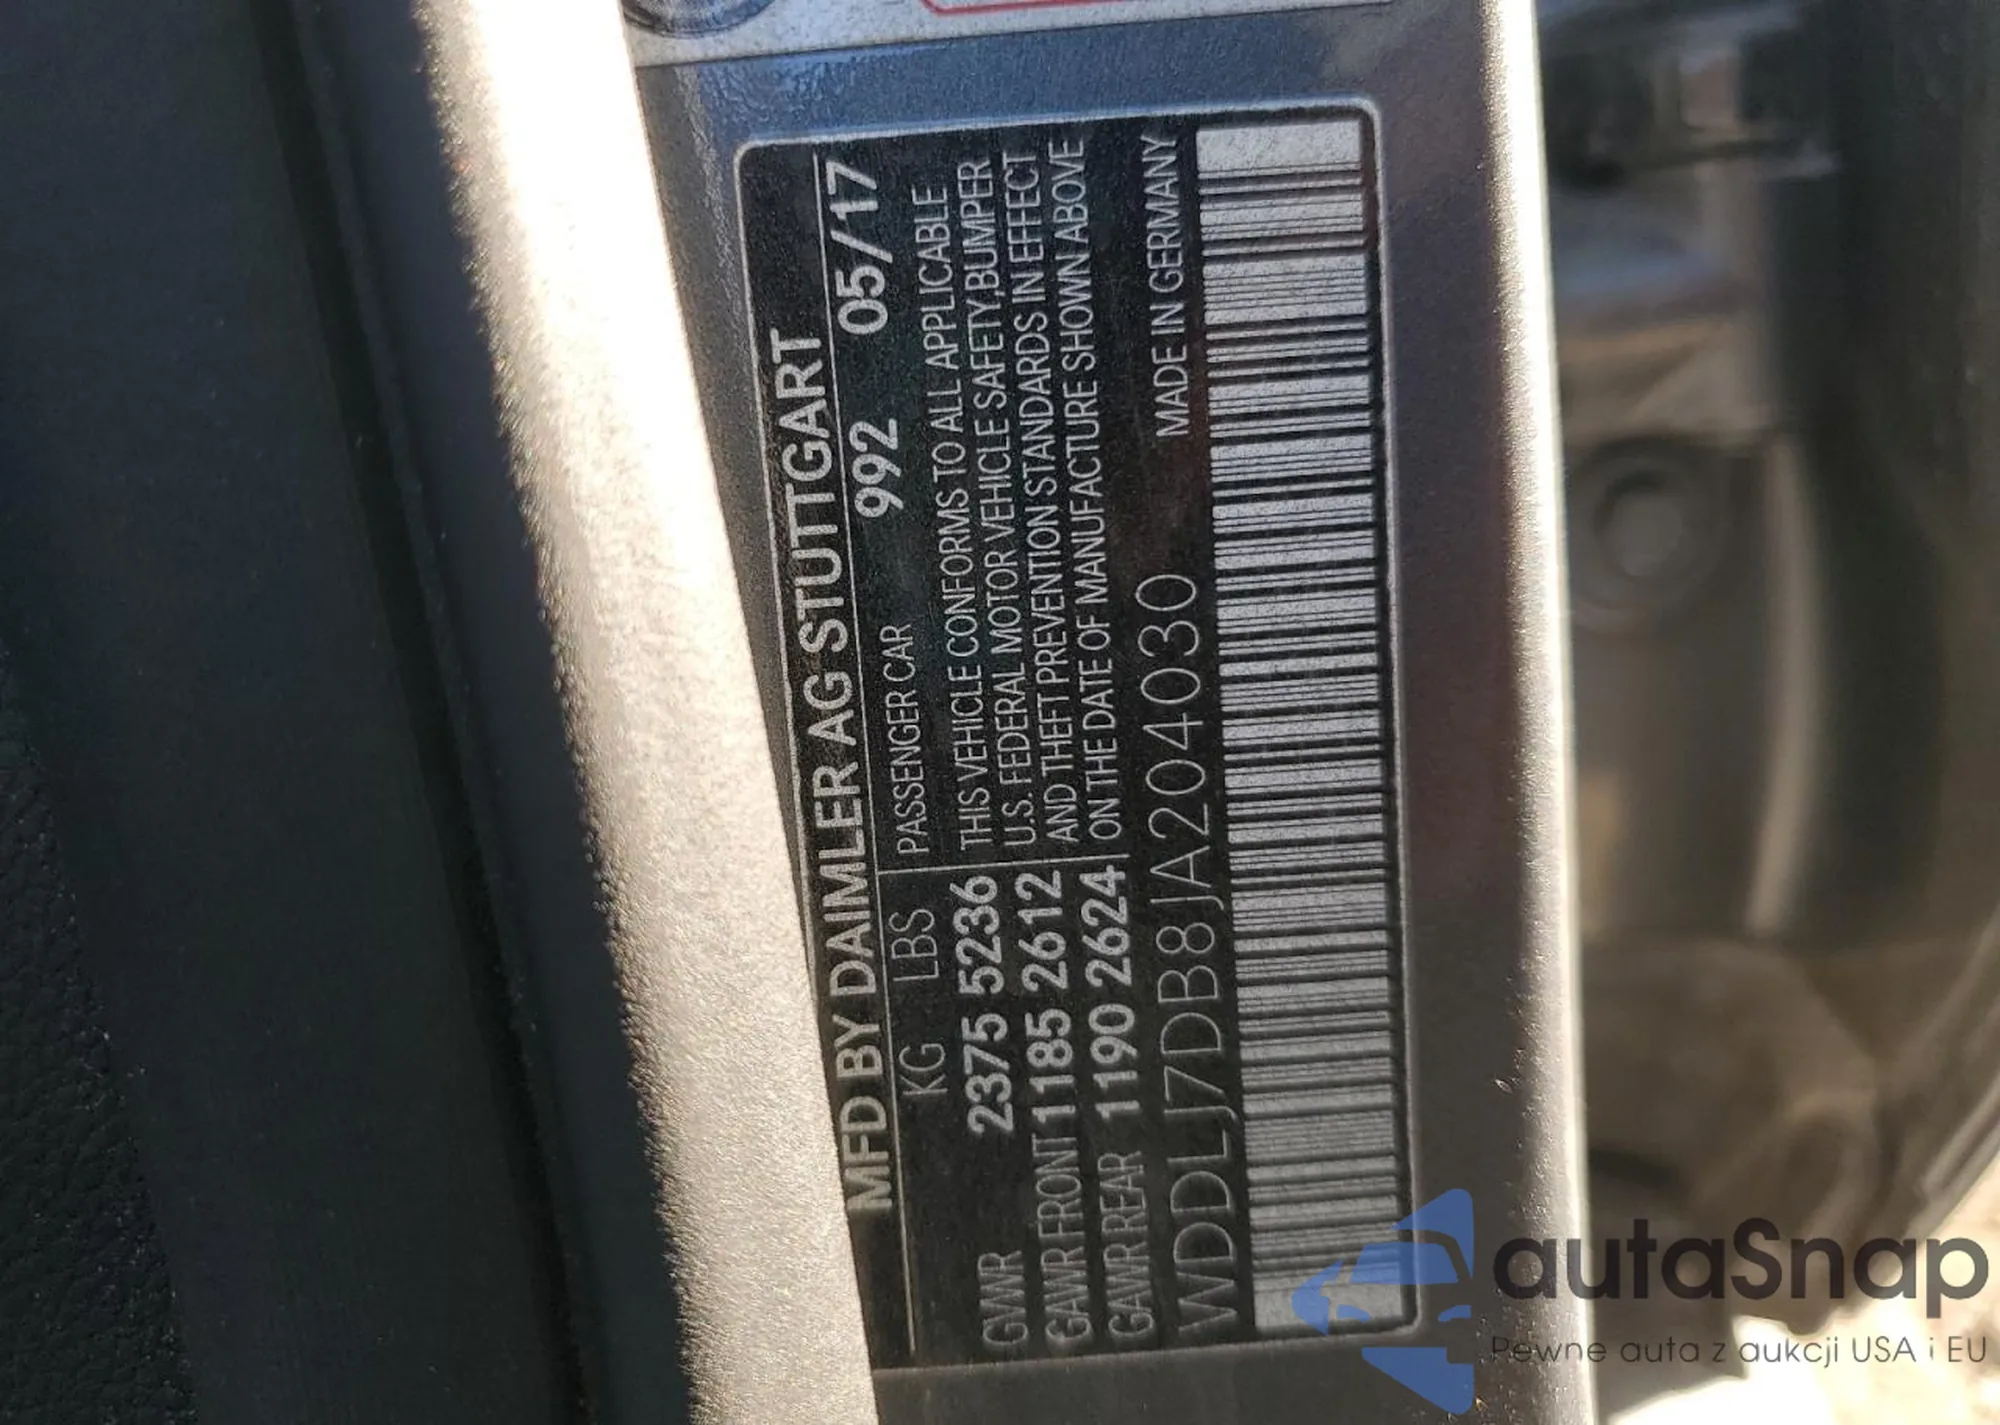 MFD BY DAIMLER AG STUTTGART
KG LBS PASSENGER CAR 992 05/17
GVWR 2375 5236 THIS VEHICLE CONFORMS TO ALL APPLICABLE
GAWR FRONT 1185 2612 U.S. FEDERAL MOTOR VEHICLE SAFETY,BUMPER
GAWR REAR 1190 2624 AND THEFT PREVENTION STANDARDS IN EFFECT
ON THE DATE OF MANUFACTURE SHOWN ABOVE
WDDLJ7DB8JA204030 MADE IN GERMANY
autaSnap
Pewne auta z aukcji USA i EU